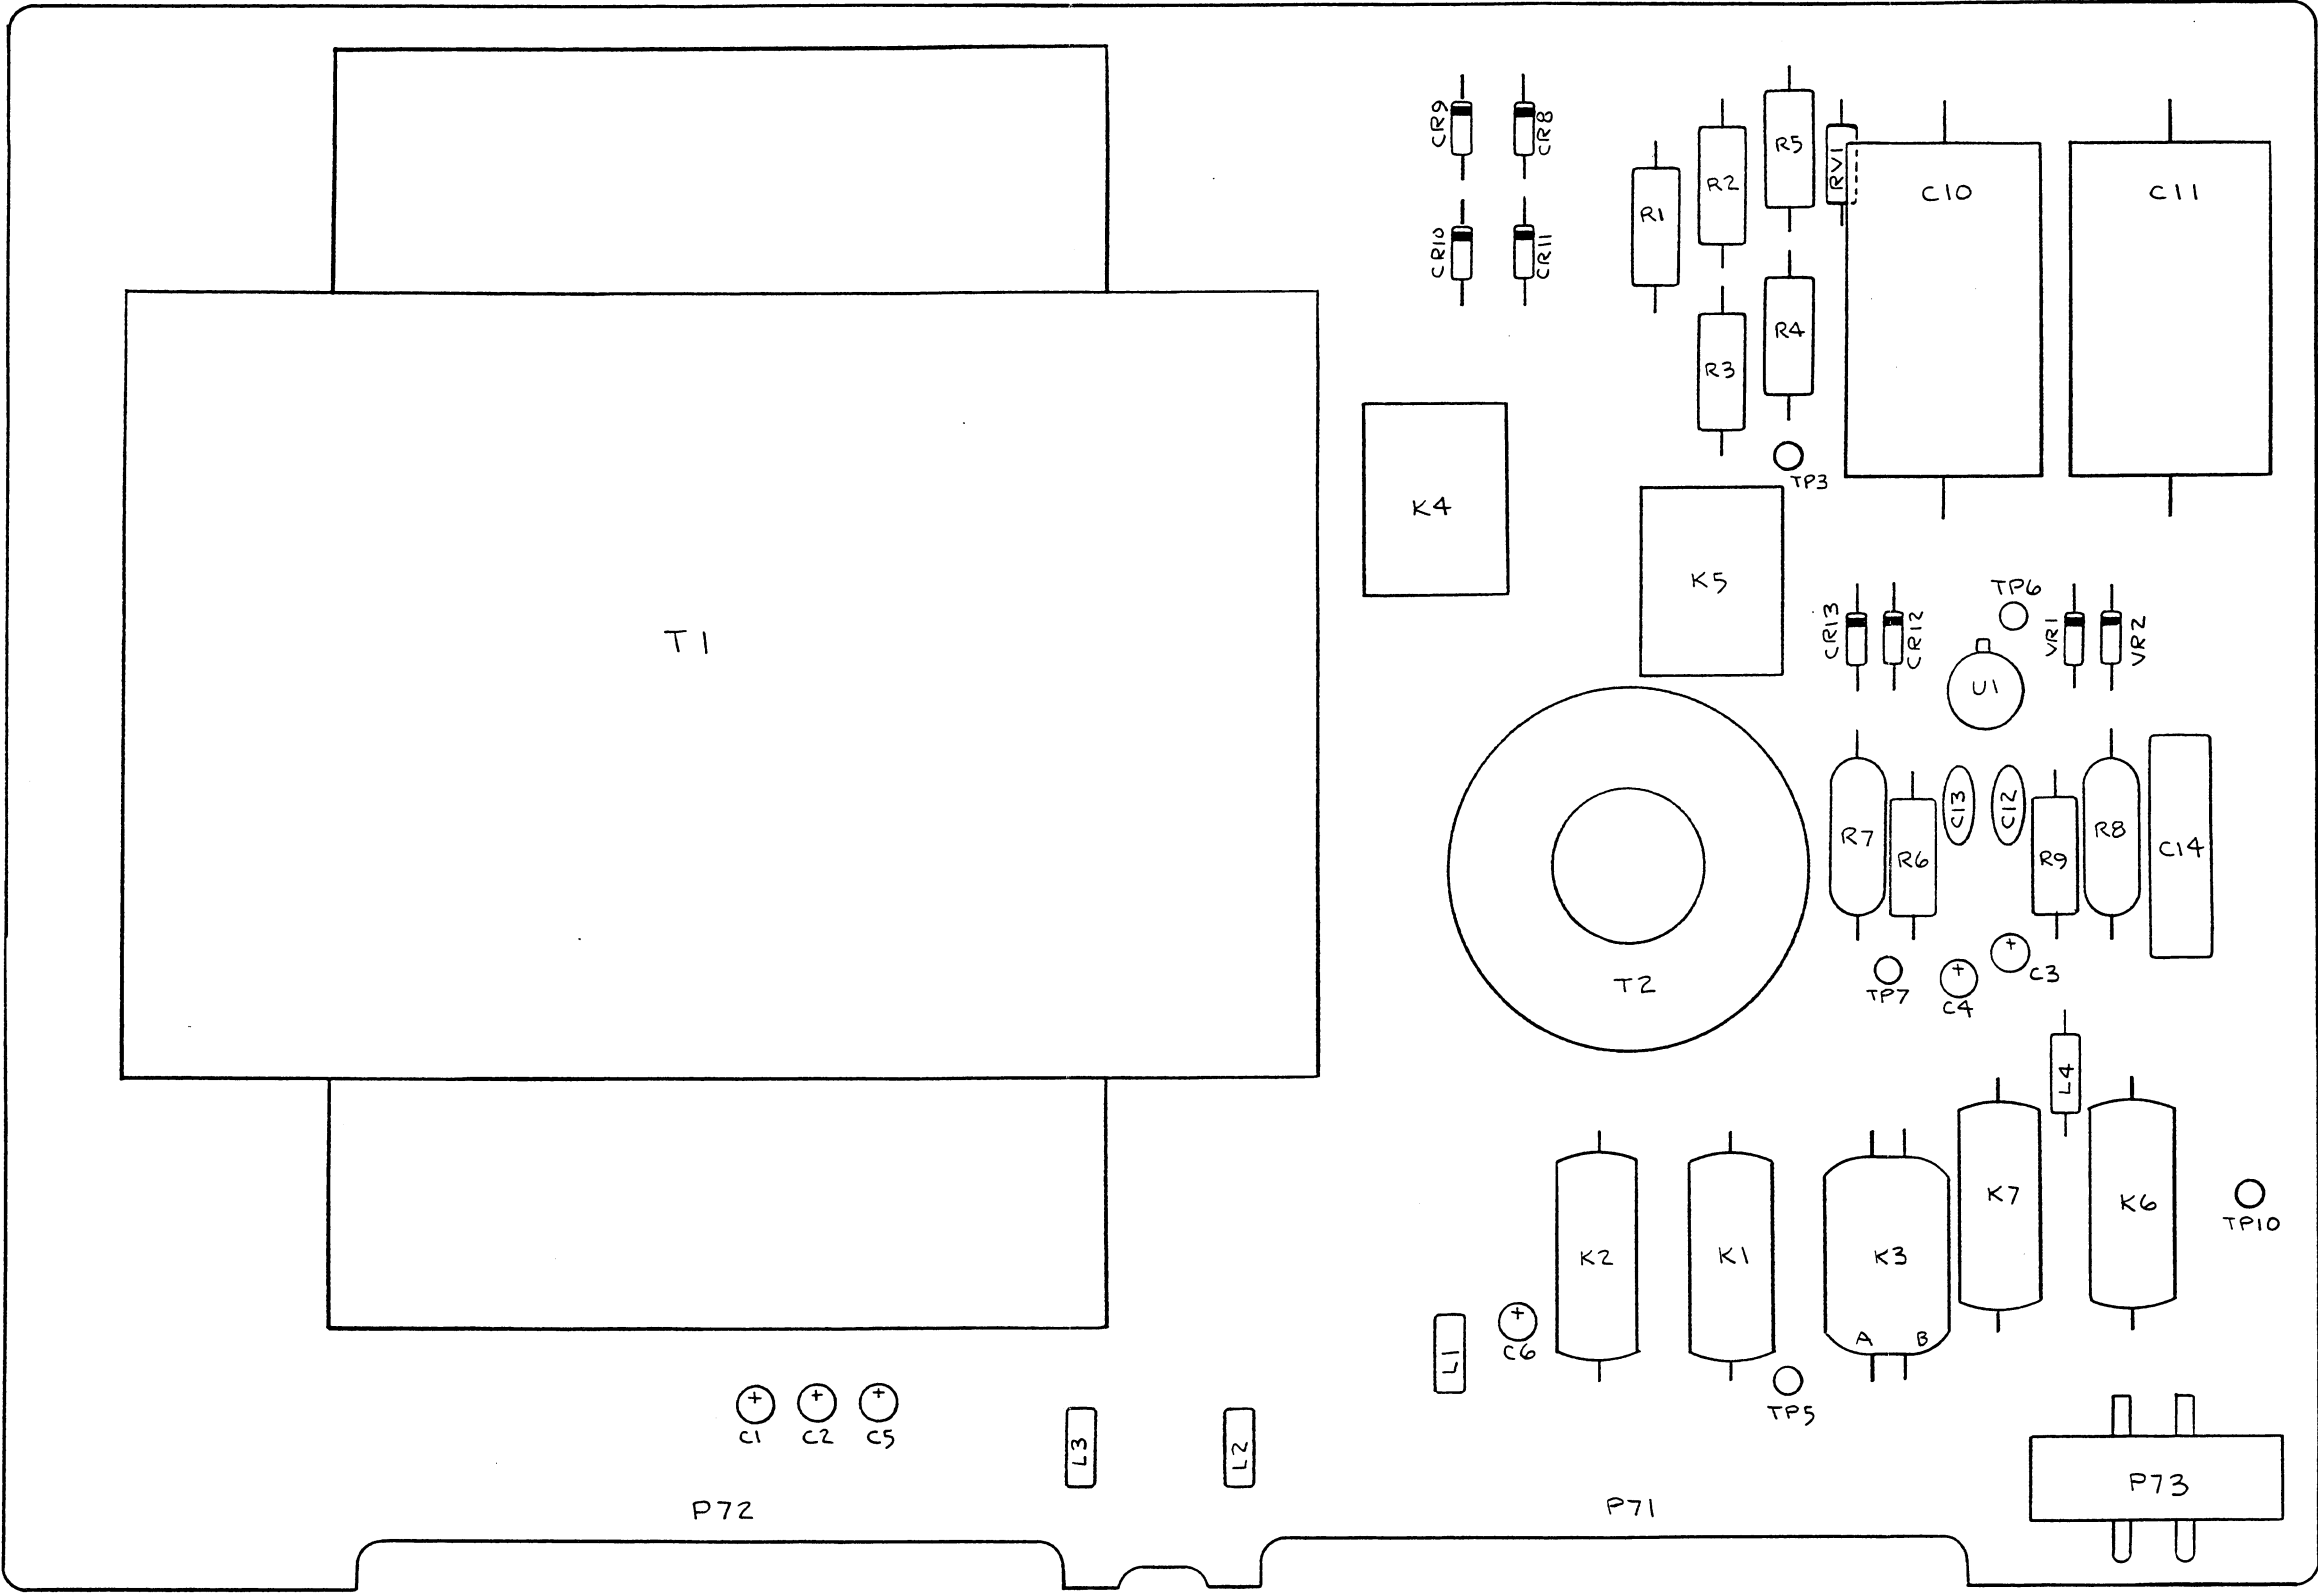 CR9
CR8
R5
RV1
R2
C10
C11
R1
CR10
CR11
R4
R3
TP3
K4
K5
TP6
CR13
CR12
VR1
VR2
T1
U1
C13
C12
R7
R6
R9
R8
C14
T2
TP7
C4
+
C3
+
L4
K7
K6
TP10
K2
K1
K3
A B
L1
+
C6
TP5
+
C1
+
C2
+
C5
L3
L2
P73
P72
P71